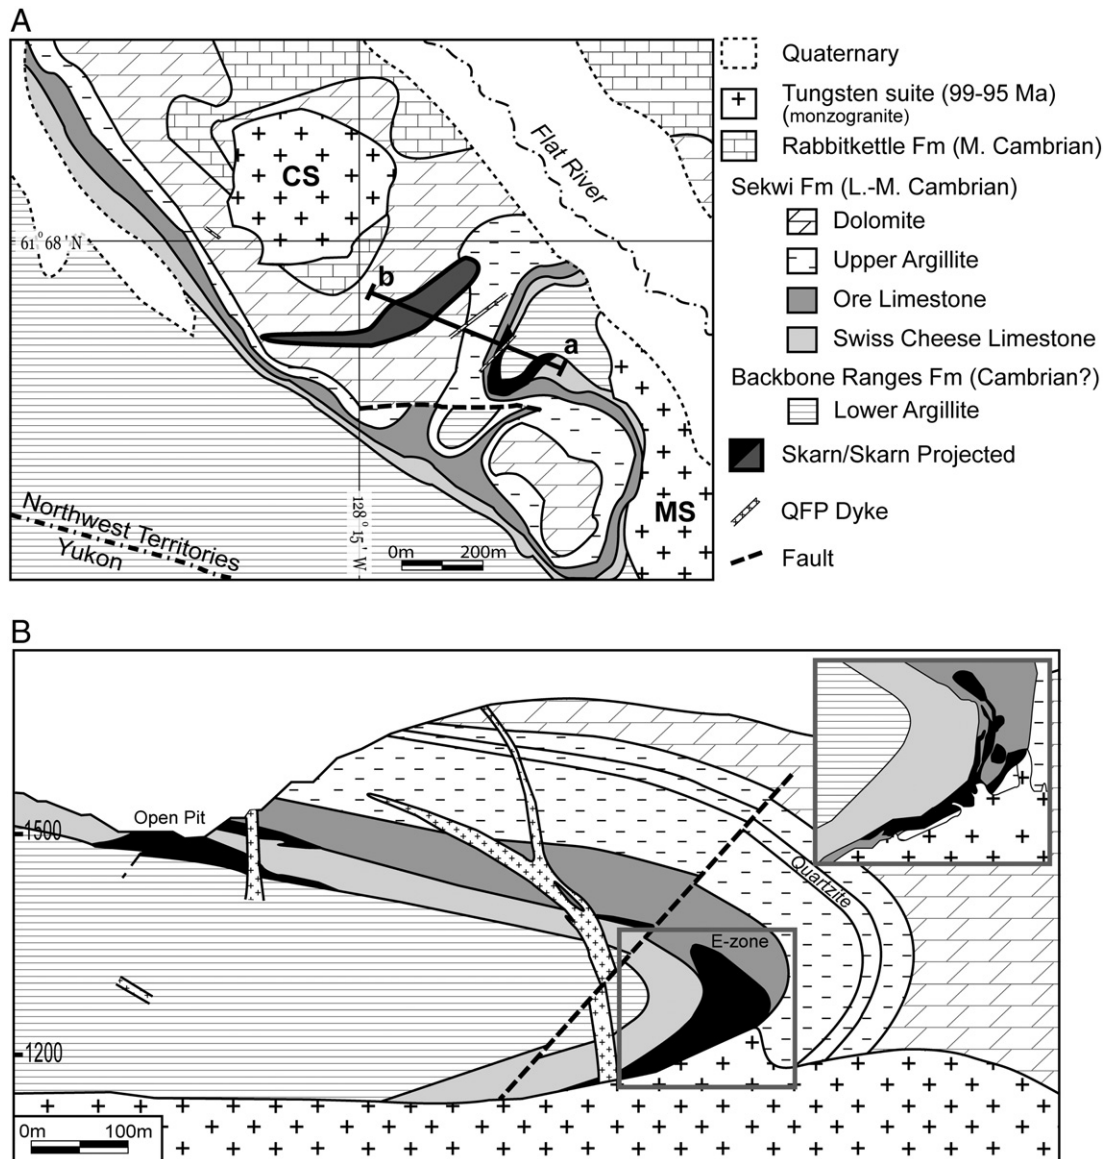 A
Quaternary
Tungsten suite (99-95 Ma)
(monzogranite)
Rabbitkettle Fm (M. Cambrian)
Sekwi Fm (L.-M. Cambrian)
Dolomite
Upper Argillite
Ore Limestone
Swiss Cheese Limestone
Backbone Ranges Fm (Cambrian?)
Lower Argillite
Skarn/Skarn Projected
QFP Dyke
Fault
Flat River
CS
61°68'N
b
a
MS
128°15'W
0m 200m
Northwest Territories
Yukon
B
Open Pit
1500
Quartzite
E-zone
1200
0m 100m